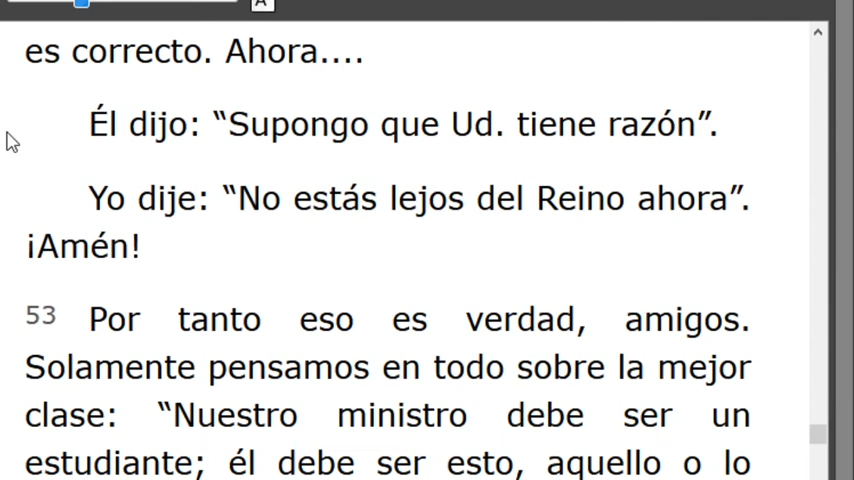 A
es correcto. Ahora....
Él dijo: “Supongo que Ud. tiene razón”.
Yo dije: “No estás lejos del Reino ahora”.
¡Amén!
53 Por tanto eso es verdad, amigos.
Solamente pensamos en todo sobre la mejor
clase: “Nuestro ministro debe ser un
estudiante; él debe ser esto, aquello o lo